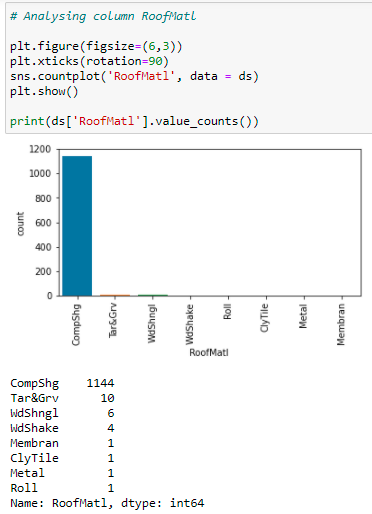 # Analysing column RoofMatl
plt.figure(figsize=(6,3))
plt.xticks(rotation=90)
sns.countplot('RoofMatl', data = ds)
plt.show()
print(ds['RoofMatl'].value_counts())
1200
1000
800
600
400
200
0
count
CompShg
Tar&Grv
WdShngl
WdShake
Roll
ClyTile
Metal
Membran
RoofMatl
CompShg 1144
Tar&Grv 10
WdShngl 6
WdShake 4
Membran 1
ClyTile 1
Metal 1
Roll 1
Name: RoofMatl, dtype: int64